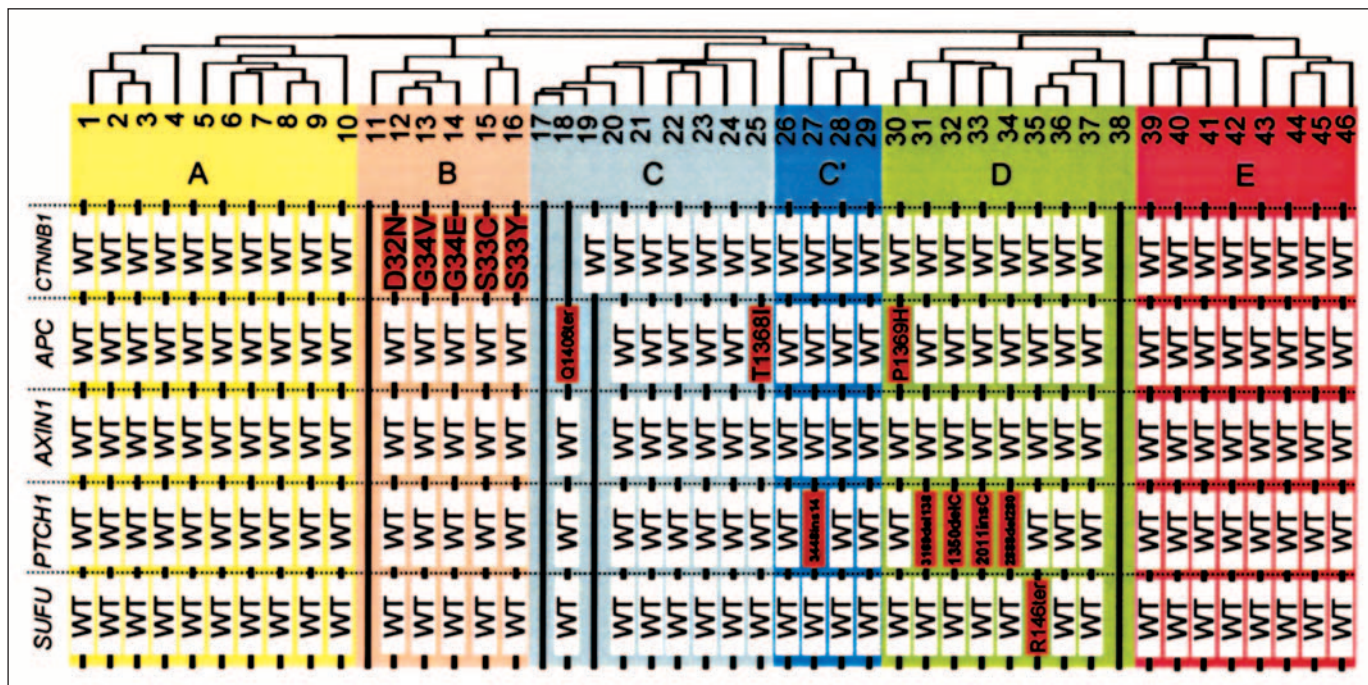 1 2 3 4 5 6 7 8 9 10 11 12 13 14 15 16 17 18 19 20 21 22 23 24 25 26 27 28 29 30 31 32 33 34 35 36 37 38 39 40 41 42 43 44 45 46
A B C C' D E
CTNNB1 WT WT WT WT WT WT WT WT WT WT D32N G34V G34E S33C S33Y WT WT WT WT WT WT WT WT WT WT WT WT WT WT WT WT WT WT WT WT WT WT WT WT WT WT WT
APC WT WT WT WT WT WT WT WT WT WT WT WT WT WT WT Q1406ter WT WT WT WT WT T1368I WT WT WT WT P1369H WT WT WT WT WT WT WT WT WT WT WT WT WT WT WT
AXIN1 WT WT WT WT WT WT WT WT WT WT WT WT WT WT WT WT WT WT WT WT WT WT WT WT WT WT WT WT WT WT WT WT WT WT WT WT WT WT WT WT WT WT
PTCH1 WT WT WT WT WT WT WT WT WT WT WT WT WT WT WT WT WT WT WT WT WT WT WT 3448ins14 WT WT WT 3169del138 1350delC 2011insC WT WT WT WT WT WT WT WT WT WT WT
SUFU WT WT WT WT WT WT WT WT WT WT WT WT WT WT WT WT WT WT WT WT WT WT WT WT WT WT WT WT WT WT WT R146ter WT WT WT WT WT WT WT WT WT WT